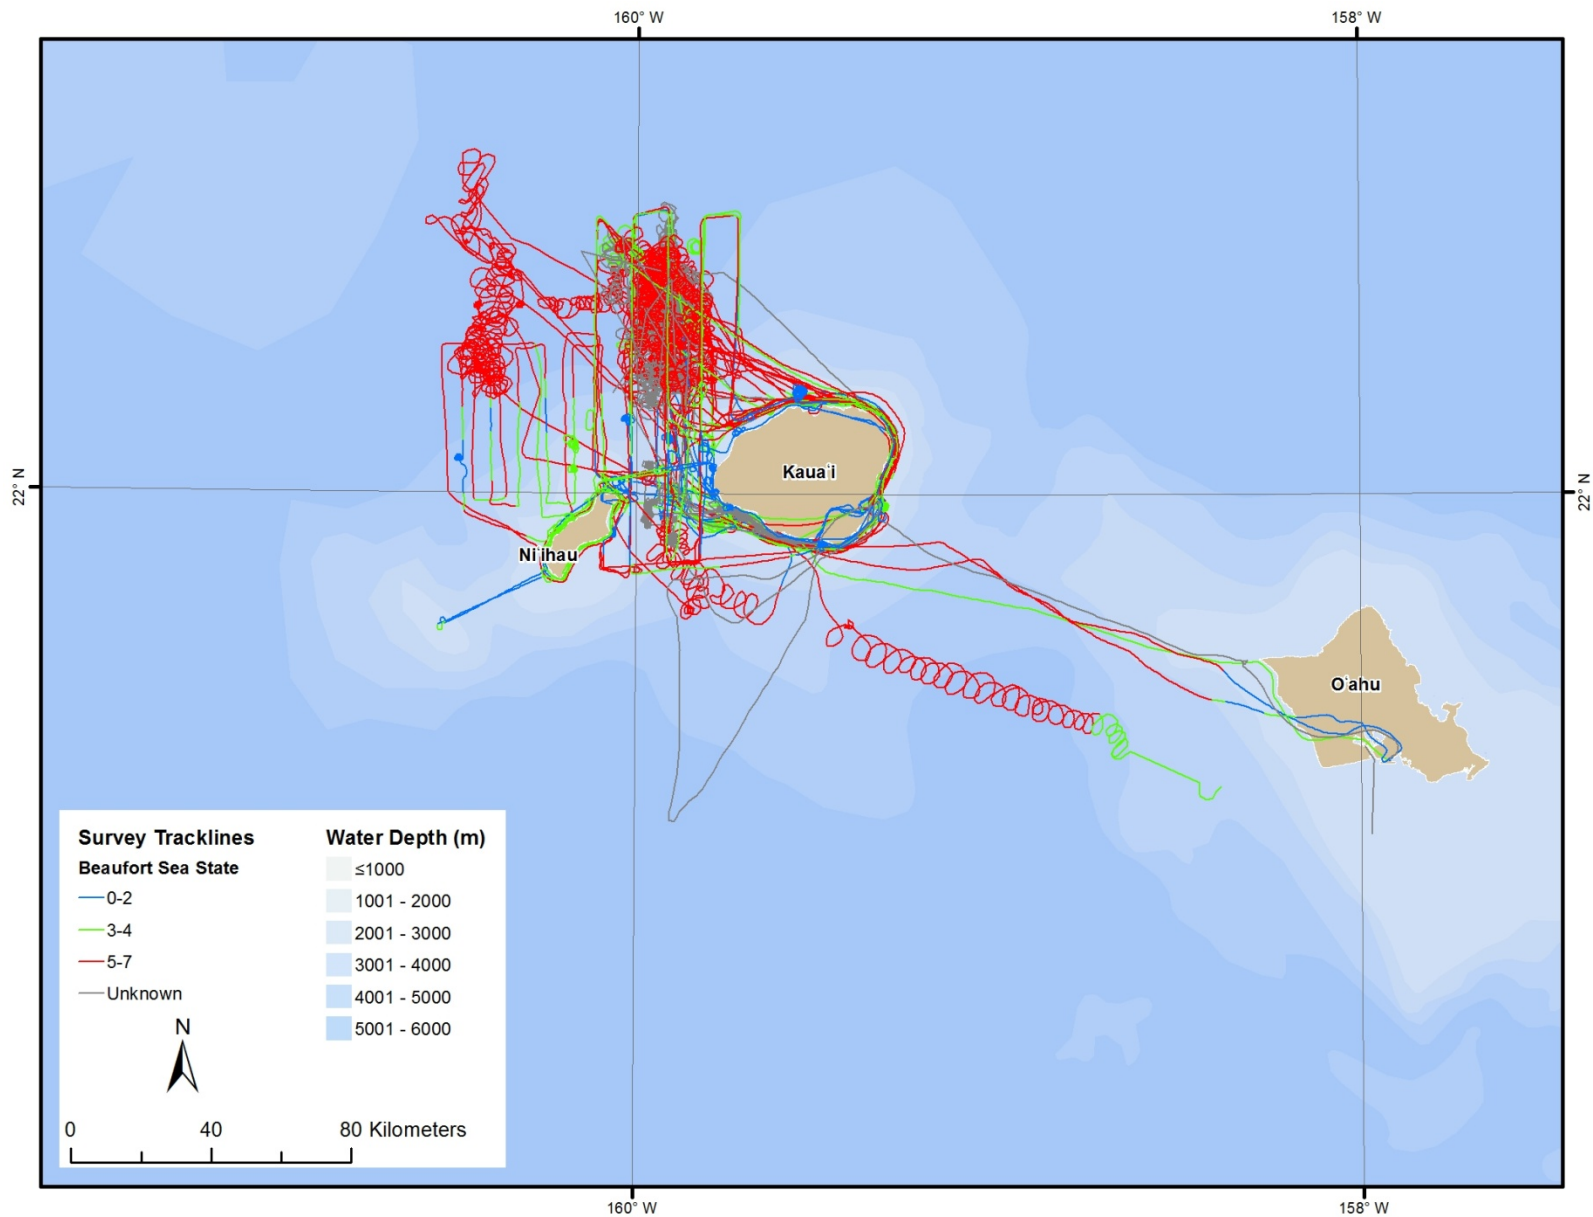 160° W 158° W
22° N
22° N
Kaua'i
Ni'ihau
O'ahu
Survey Tracklines
Beaufort Sea State
0-2
3-4
5-7
Unknown
N
Water Depth (m)
≤1000
1001 - 2000
2001 - 3000
3001 - 4000
4001 - 5000
5001 - 6000
0 40 80 Kilometers
160° W 158° W